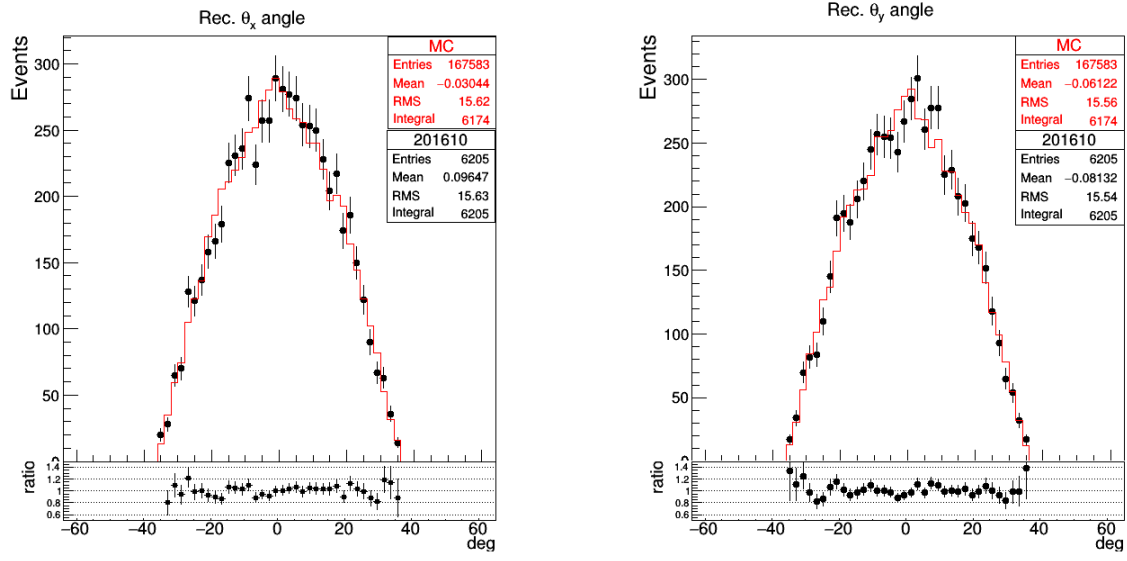 Rec. θx angle
Events
MC
Entries 167583
Mean −0.03044
RMS 15.62
Integral 6174
201610
Entries 6205
Mean 0.09647
RMS 15.63
Integral 6205
300
250
200
150
100
50
0
ratio
1.4
1.2
1
0.8
0.6
−60 −40 −20 0 20 40 60
deg
Rec. θy angle
Events
MC
Entries 167583
Mean −0.06122
RMS 15.56
Integral 6174
201610
Entries 6205
Mean −0.08132
RMS 15.54
Integral 6205
300
250
200
150
100
50
0
ratio
1.4
1.2
1
0.8
0.6
−60 −40 −20 0 20 40 60
deg